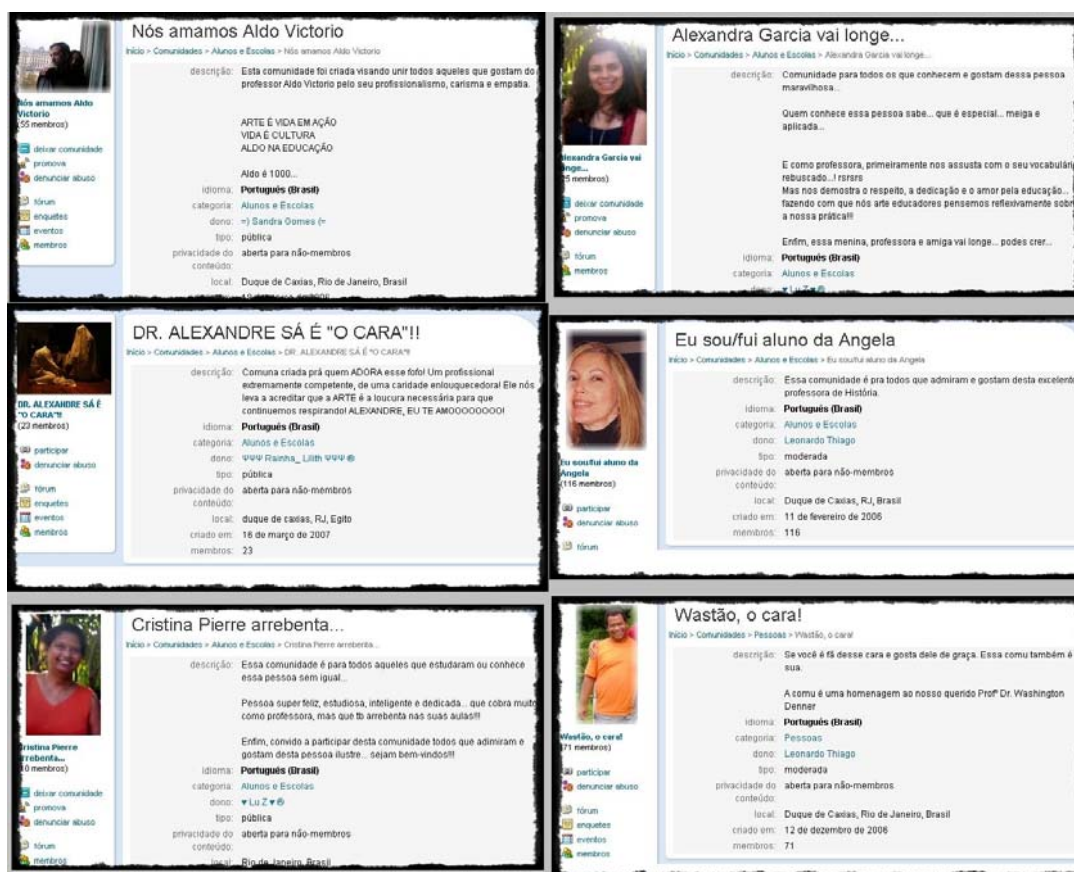 Nós amamos Aldo Victorio
Início > Comunidades > Alunos e Escolas > Nós amamos Aldo Victorio
Nós amamos Aldo
Victorio
(55 membros)
deixar comunidade
promova
denunciar abuso
fórum
enquetes
eventos
membros
descrição: Esta comunidade foi criada visando unir todos aqueles que gostam do
professor Aldo Victorio pelo seu profissionalismo, carisma e empatia.
ARTE É VIDA EM AÇÃO
VIDA É CULTURA
ALDO NA EDUCAÇÃO
Aldo é 1000...
idioma: Português (Brasil)
categoria: Alunos e Escolas
dono: =) Sandra Gomes (=
tipo: pública
privacidade do aberta para não-membros
conteúdo:
local: Duque de Caxias, Rio de Janeiro, Brasil
Alexandra Garcia vai longe...
Início > Comunidades > Alunos e Escolas > Alexandra Garcia vai longe...
Alexandra Garcia vai
longe...
membros)
deixar comunidade
promova
denunciar abuso
fórum
membros
descrição: Comunidade para todos os que conhecem e gostam dessa pessoa
maravilhosa...
Quem conhece essa pessoa sabe... que é especial... meiga e
aplicada...
E como professora, primeiramente nos assusta com o seu vocabulári
rebuscado...! rsrsrs
Mas nos demostra o respeito, a dedicação e o amor pela educação...
fazendo com que nós arte educadores pensemos reflexivamente sobr
a nossa prática!!!
Enfim, essa menina, professora e amiga vai longe... podes crer...
idioma: Português (Brasil)
categoria: Alunos e Escolas
dono: ♥ Lu Z ♥ ®
DR. ALEXANDRE SÁ É "O CARA"!!
Início > Comunidades > Alunos e Escolas > DR. ALEXANDRE SÁ É "O CARA"!!
DR. ALEXANDRE SÁ É
"O CARA"!!
(23 membros)
participar
denunciar abuso
fórum
enquetes
eventos
membros
descrição: Comuna criada prá quem ADORA esse fofo! Um profissional
extremamente competente, de uma caridade enlouquecedora! Ele nós
leva a acreditar que a ARTE é a loucura necessária para que
continuemos respirando! ALEXANDRE, EU TE AMOOOOOOOO!
idioma: Português (Brasil)
categoria: Alunos e Escolas
dono: ΨΨΨ Rainha_ Lilith ΨΨΨ ®
tipo: pública
privacidade do aberta para não-membros
conteúdo:
local: duque de caxias, RJ, Egito
criado em: 16 de março de 2007
membros: 23
Eu sou/fui aluno da Angela
Início > Comunidades > Alunos e Escolas > Eu sou/fui aluno da Angela
Eu sou/fui aluno da
Angela
(116 membros)
participar
denunciar abuso
fórum
descrição: Essa comunidade é pra todos que admiram e gostam desta excelente
professora de História.
idioma: Português (Brasil)
categoria: Alunos e Escolas
dono: Leonardo Thiago
tipo: moderada
privacidade do aberta para não-membros
conteúdo:
local: Duque de Caxias, RJ, Brasil
criado em: 11 de fevereiro de 2006
membros: 116
Cristina Pierre arrebenta...
Início > Comunidades > Alunos e Escolas > Cristina Pierre arrebenta...
Cristina Pierre
arrebenta...
membros)
deixar comunidade
promova
denunciar abuso
fórum
membros
descrição: Essa comunidade é para todos aqueles que estudaram ou conhece
essa pessoa sem igual...
Pessoa super feliz, estudiosa, inteligente e dedicada... que cobra muito
como professora, mas que tb arrebenta nas suas aulas!!!
Enfim, convido a participar desta comunidade todos que adimiram e
gostam desta pessoa ilustre... sejam bem-vindos!!!
idioma: Português (Brasil)
categoria: Alunos e Escolas
dono: ♥ Lu Z ♥ ®
tipo: pública
privacidade do aberta para não-membros
conteúdo:
local: Rio de Janeiro, Brasil
Wastão, o cara!
Início > Comunidades > Pessoas > Wastão, o cara!
Wastão, o cara!
(71 membros)
participar
denunciar abuso
fórum
enquetes
eventos
membros
descrição: Se você é fã desse cara e gosta dele de graça. Essa comu também é
sua.
A comu é uma homenagem ao nosso querido Profº Dr. Washington
Denner
idioma: Português (Brasil)
categoria: Pessoas
dono: Leonardo Thiago
tipo: moderada
privacidade do aberta para não-membros
conteúdo:
local: Duque de Caxias, Rio de Janeiro, Brasil
criado em: 12 de dezembro de 2006
membros: 71